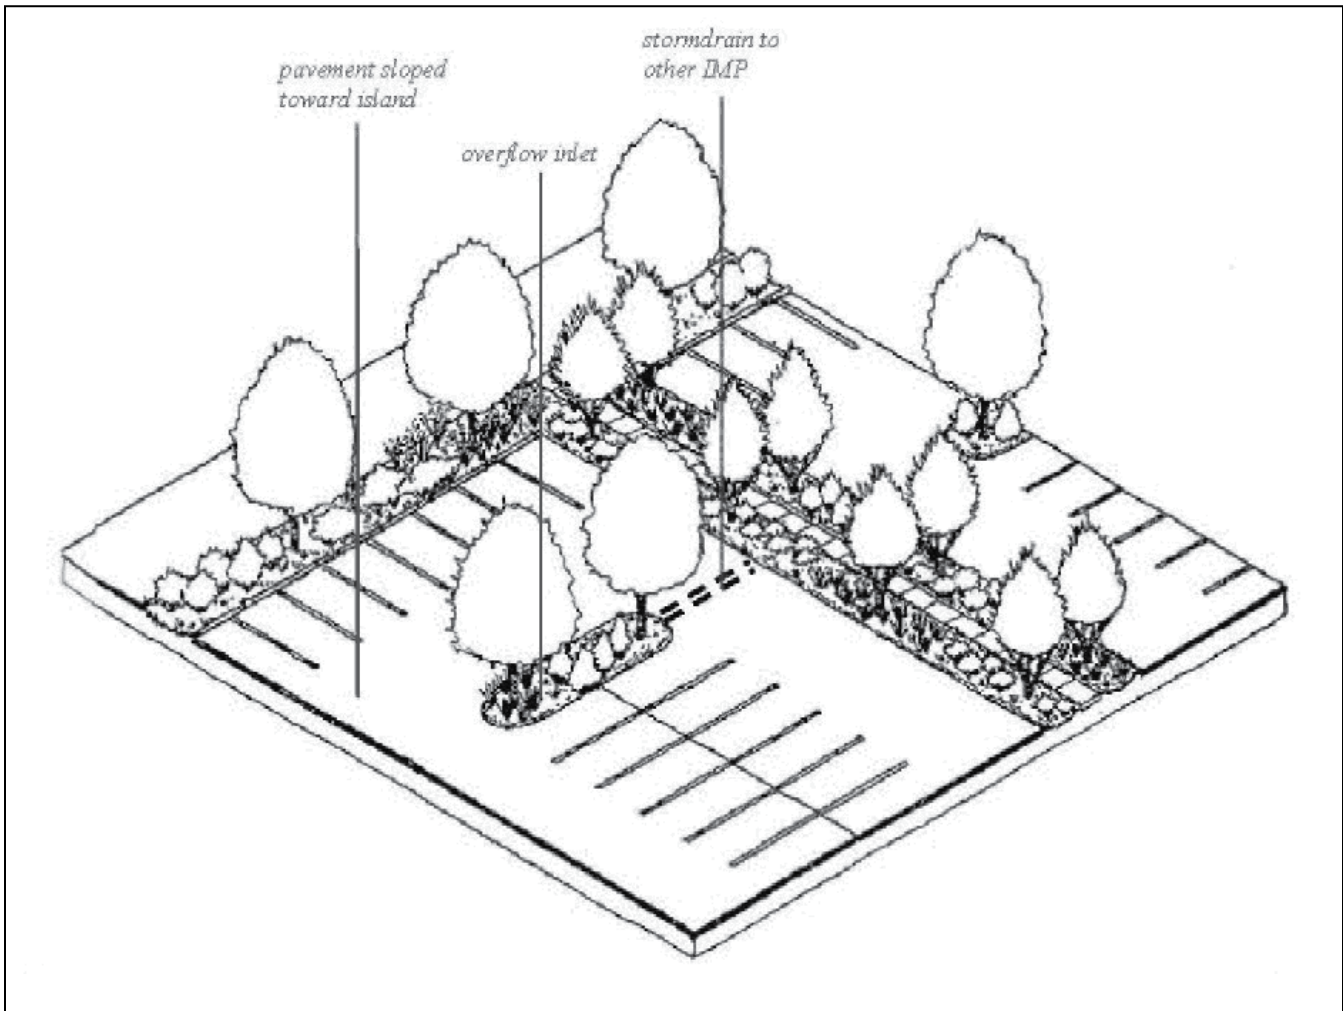 stormdrain to
other IMP
pavement sloped
toward island
overflow inlet